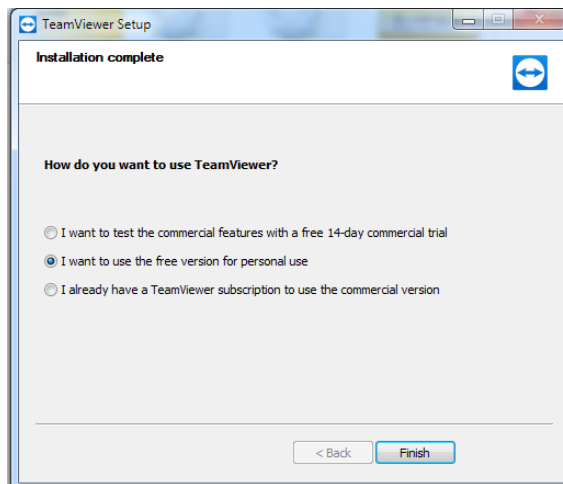 TeamViewer Setup
Installation complete
How do you want to use TeamViewer?
I want to test the commercial features with a free 14-day commercial trial
I want to use the free version for personal use
I already have a TeamViewer subscription to use the commercial version
< Back
Finish